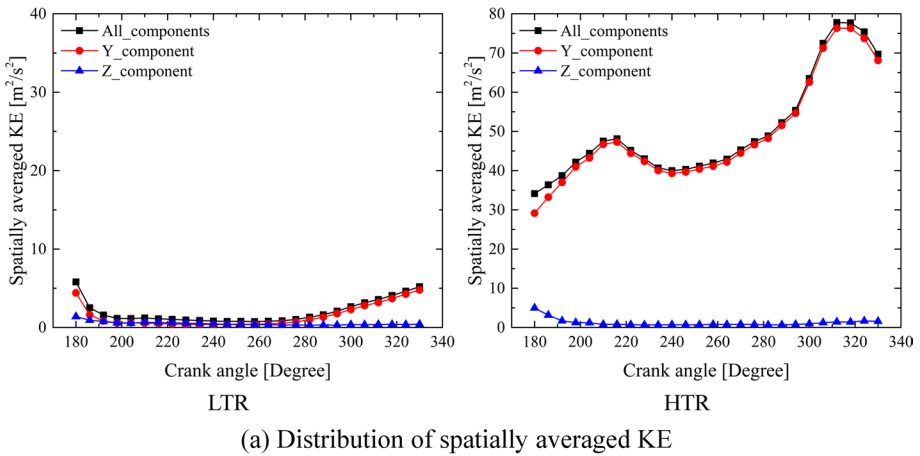 40
30
20
10
0
Spatially averaged KE [m²/s²]
All_components
Y_component
Z_component
180 200 220 240 260 280 300 320 340
Crank angle [Degree]
LTR
80
70
60
50
40
30
20
10
0
Spatially averaged KE [m²/s²]
All_components
Y_component
Z_component
180 200 220 240 260 280 300 320 340
Crank angle [Degree]
HTR
(a) Distribution of spatially averaged KE